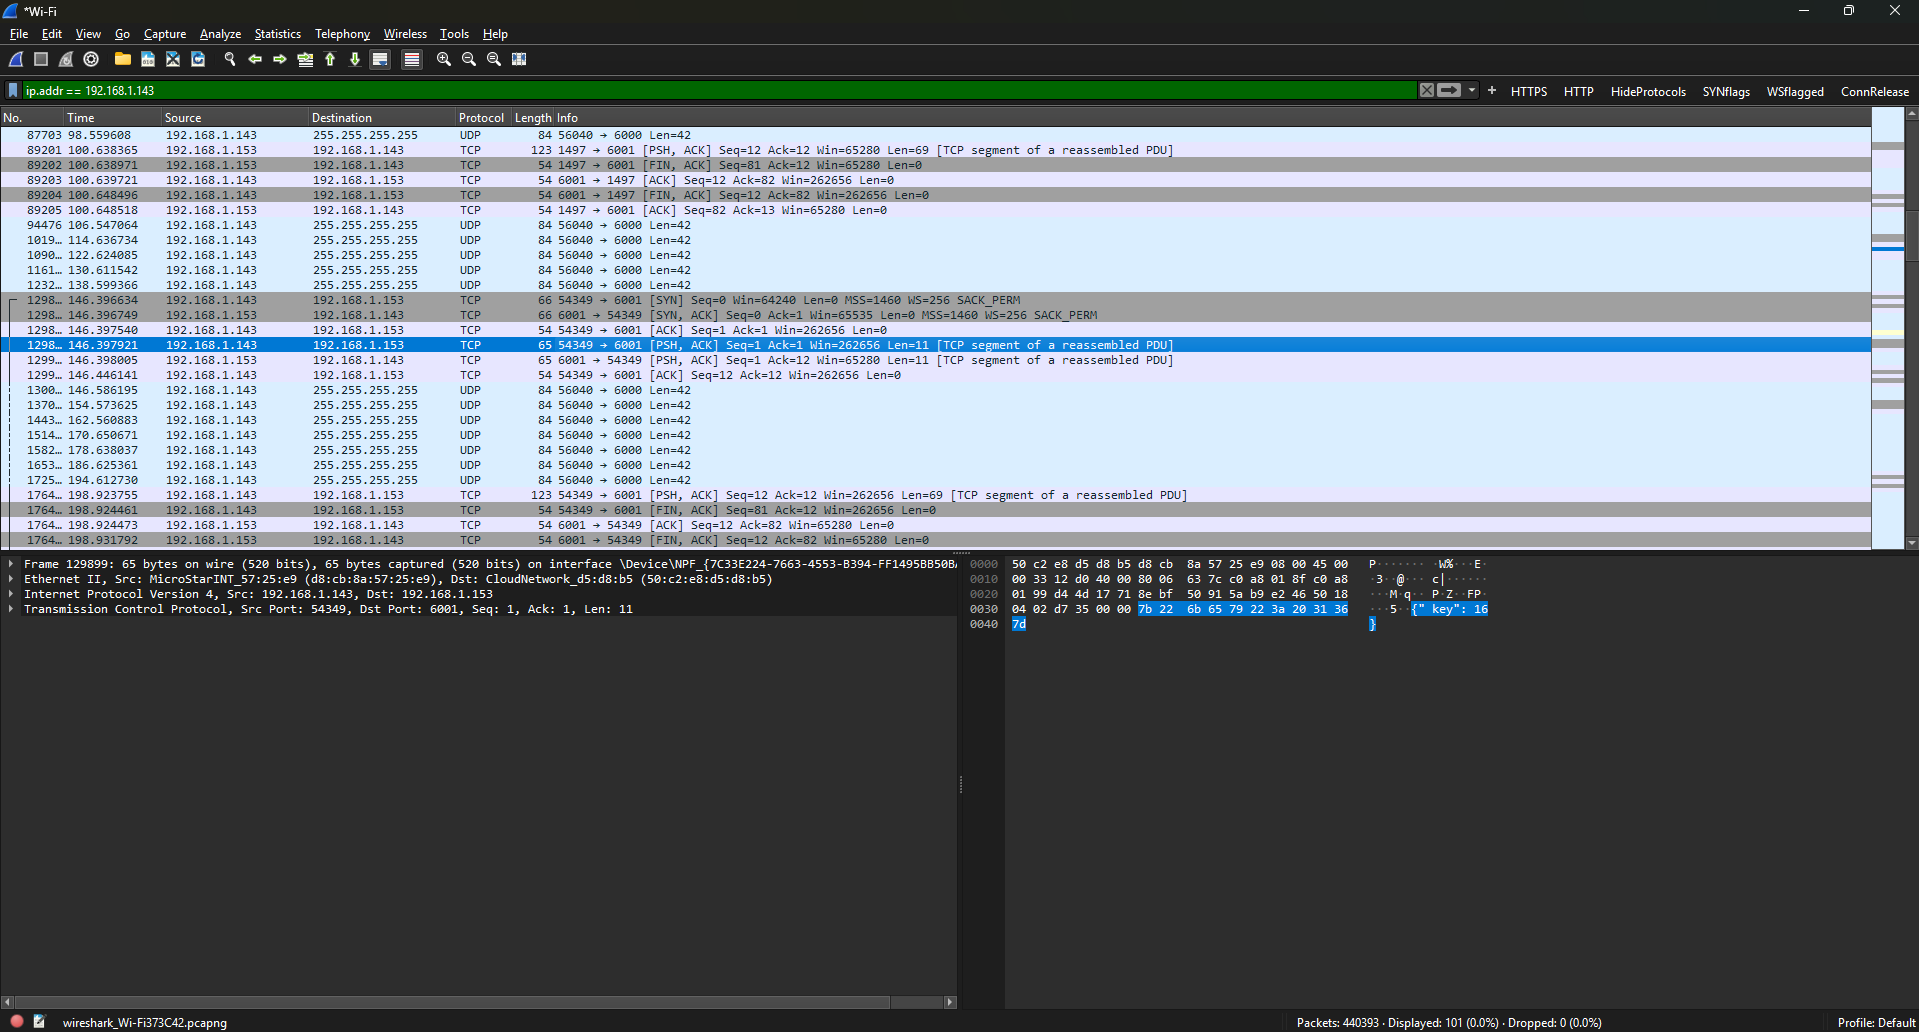 *Wi-Fi
File Edit View Go Capture Analyze Statistics Telephony Wireless Tools Help
ip.addr == 192.168.1.143
+ HTTPS HTTP HideProtocols SYNflags WSflagged ConnRelease
No. Time Source Destination Protocol Length Info
87703 98.559608 192.168.1.143 255.255.255.255 UDP 84 56040 → 6000 Len=42
89201 100.638365 192.168.1.153 192.168.1.143 TCP 123 1497 → 6001 [PSH, ACK] Seq=12 Ack=12 Win=65280 Len=69 [TCP segment of a reassembled PDU]
89202 100.638971 192.168.1.153 192.168.1.143 TCP 54 1497 → 6001 [FIN, ACK] Seq=81 Ack=12 Win=65280 Len=0
89203 100.639721 192.168.1.143 192.168.1.153 TCP 54 6001 → 1497 [ACK] Seq=12 Ack=82 Win=262656 Len=0
89204 100.648496 192.168.1.143 192.168.1.153 TCP 54 6001 → 1497 [FIN, ACK] Seq=12 Ack=82 Win=262656 Len=0
89205 100.648518 192.168.1.153 192.168.1.143 TCP 54 1497 → 6001 [ACK] Seq=82 Ack=13 Win=65280 Len=0
94476 106.547064 192.168.1.143 255.255.255.255 UDP 84 56040 → 6000 Len=42
1019… 114.636734 192.168.1.143 255.255.255.255 UDP 84 56040 → 6000 Len=42
1090… 122.624085 192.168.1.143 255.255.255.255 UDP 84 56040 → 6000 Len=42
1161… 130.611542 192.168.1.143 255.255.255.255 UDP 84 56040 → 6000 Len=42
1232… 138.599366 192.168.1.143 255.255.255.255 UDP 84 56040 → 6000 Len=42
1298… 146.396634 192.168.1.143 192.168.1.153 TCP 66 54349 → 6001 [SYN] Seq=0 Win=64240 Len=0 MSS=1460 WS=256 SACK_PERM
1298… 146.396749 192.168.1.153 192.168.1.143 TCP 66 6001 → 54349 [SYN, ACK] Seq=0 Ack=1 Win=65535 Len=0 MSS=1460 WS=256 SACK_PERM
1298… 146.397540 192.168.1.143 192.168.1.153 TCP 54 54349 → 6001 [ACK] Seq=1 Ack=1 Win=262656 Len=0
1298… 146.397921 192.168.1.143 192.168.1.153 TCP 65 54349 → 6001 [PSH, ACK] Seq=1 Ack=1 Win=262656 Len=11 [TCP segment of a reassembled PDU]
1299… 146.398005 192.168.1.153 192.168.1.143 TCP 65 6001 → 54349 [PSH, ACK] Seq=1 Ack=12 Win=65280 Len=11 [TCP segment of a reassembled PDU]
1299… 146.446141 192.168.1.143 192.168.1.153 TCP 54 54349 → 6001 [ACK] Seq=12 Ack=12 Win=262656 Len=0
1300… 146.586195 192.168.1.143 255.255.255.255 UDP 84 56040 → 6000 Len=42
1370… 154.573625 192.168.1.143 255.255.255.255 UDP 84 56040 → 6000 Len=42
1443… 162.560883 192.168.1.143 255.255.255.255 UDP 84 56040 → 6000 Len=42
1514… 170.650671 192.168.1.143 255.255.255.255 UDP 84 56040 → 6000 Len=42
1582… 178.638037 192.168.1.143 255.255.255.255 UDP 84 56040 → 6000 Len=42
1653… 186.625361 192.168.1.143 255.255.255.255 UDP 84 56040 → 6000 Len=42
1725… 194.612730 192.168.1.143 255.255.255.255 UDP 84 56040 → 6000 Len=42
1764… 198.923755 192.168.1.143 192.168.1.153 TCP 123 54349 → 6001 [PSH, ACK] Seq=12 Ack=12 Win=262656 Len=69 [TCP segment of a reassembled PDU]
1764… 198.924461 192.168.1.143 192.168.1.153 TCP 54 54349 → 6001 [FIN, ACK] Seq=81 Ack=12 Win=262656 Len=0
1764… 198.924473 192.168.1.153 192.168.1.143 TCP 54 6001 → 54349 [ACK] Seq=12 Ack=82 Win=65280 Len=0
1764… 198.931792 192.168.1.153 192.168.1.143 TCP 54 6001 → 54349 [FIN, ACK] Seq=12 Ack=82 Win=65280 Len=0
Frame 129899: 65 bytes on wire (520 bits), 65 bytes captured (520 bits) on interface \Device\NPF_{7C33E224-7663-4553-B394-FF1495BB50B
Ethernet II, Src: MicroStarINT_57:25:e9 (d8:cb:8a:57:25:e9), Dst: CloudNetwork_d5:d8:b5 (50:c2:e8:d5:d8:b5)
Internet Protocol Version 4, Src: 192.168.1.143, Dst: 192.168.1.153
Transmission Control Protocol, Src Port: 54349, Dst Port: 6001, Seq: 1, Ack: 1, Len: 11
0000 50 c2 e8 d5 d8 b5 d8 cb 8a 57 25 e9 08 00 45 00 P······· ·W%···E·
0010 00 33 12 d0 40 00 80 06 63 7c c0 a8 01 8f c0 a8 ·3··@··· c|······
0020 01 99 d4 4d 17 71 8e bf 50 91 5a b9 e2 46 50 18 ···M·q·· P·Z··FP·
0030 04 02 d7 35 00 00 7b 22 6b 65 79 22 3a 20 31 36 ···5··{" key": 16
0040 7d }
wireshark_Wi-Fi373C42.pcapng
Packets: 440393 · Displayed: 101 (0.0%) · Dropped: 0 (0.0%)
Profile: Default